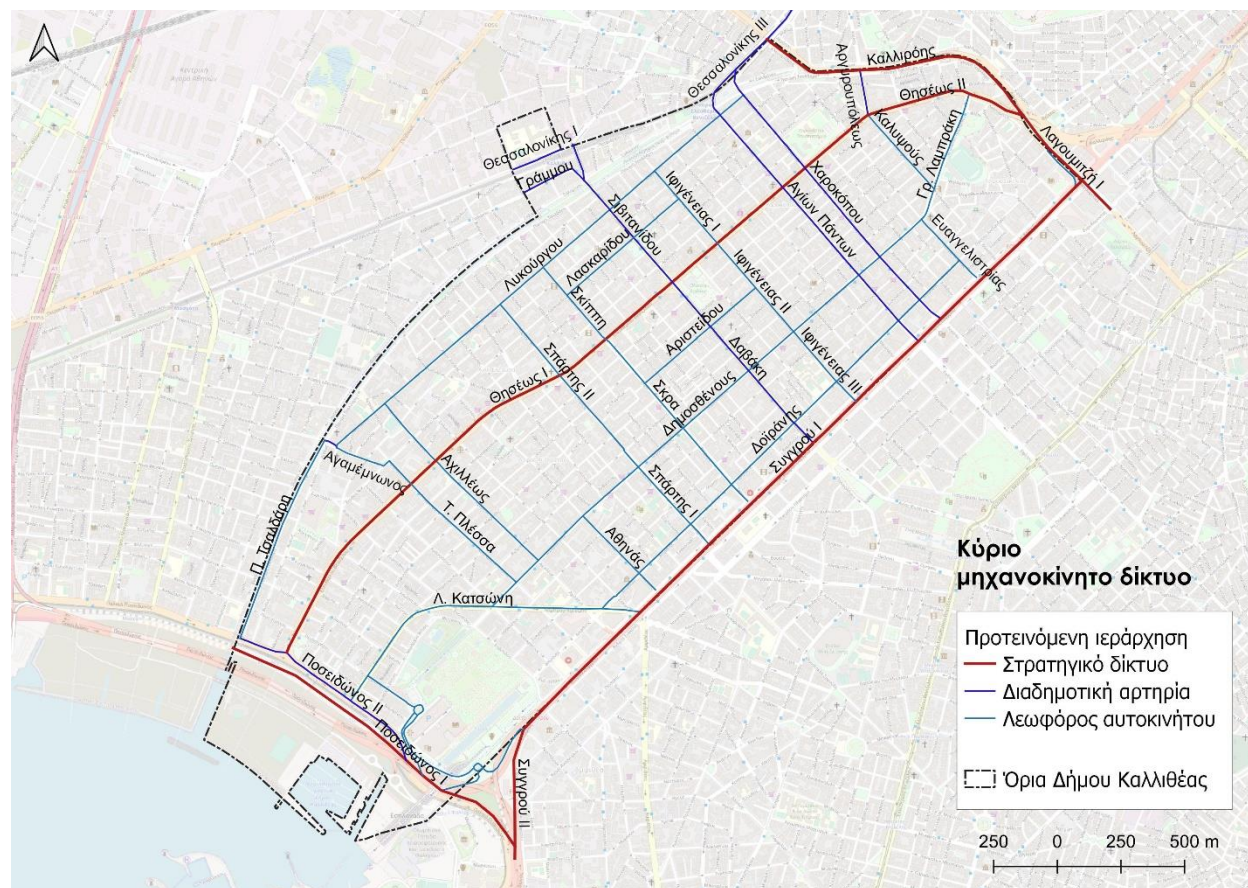 Θεσσαλονίκης III
Αργυρουπόλεως
Καλλιρόης
Θησέως II
Καλυψούς
Γρ. Λαμπράκη
Λαγουμιτζή I
Θεσσαλονίκης I
Γράμμου
Χαροκόπου
Αγίων Πάντων
Ιφιγένειας I
Σιβιτανίδου
Ευαγγελιστρίας
Λυκούργου
Λασκαρίδου
Ιφιγένειας II
Σκίππη
Αριστείδου
Δαβάκη
Ιφιγένειας III
Σπάρτης II
Θησέως I
Σκρα
Δημοσθένους
Δοϊράνης
Συγγρού I
Αγαμέμνωνος
Αχιλλέως
Σπάρτης I
Τ. Πλέσσα
Αθηνάς
Π. Τσαλδάρη
Λ. Κατσώνη
Ποσειδώνος II
Ποσειδώνος I
Συγγρού II
Κύριο
μηχανοκίνητο δίκτυο
Προτεινόμενη ιεράρχηση
Στρατηγικό δίκτυο
Διαδημοτική αρτηρία
Λεωφόρος αυτοκινήτου
Όρια Δήμου Καλλιθέας
250 0 250 500 m